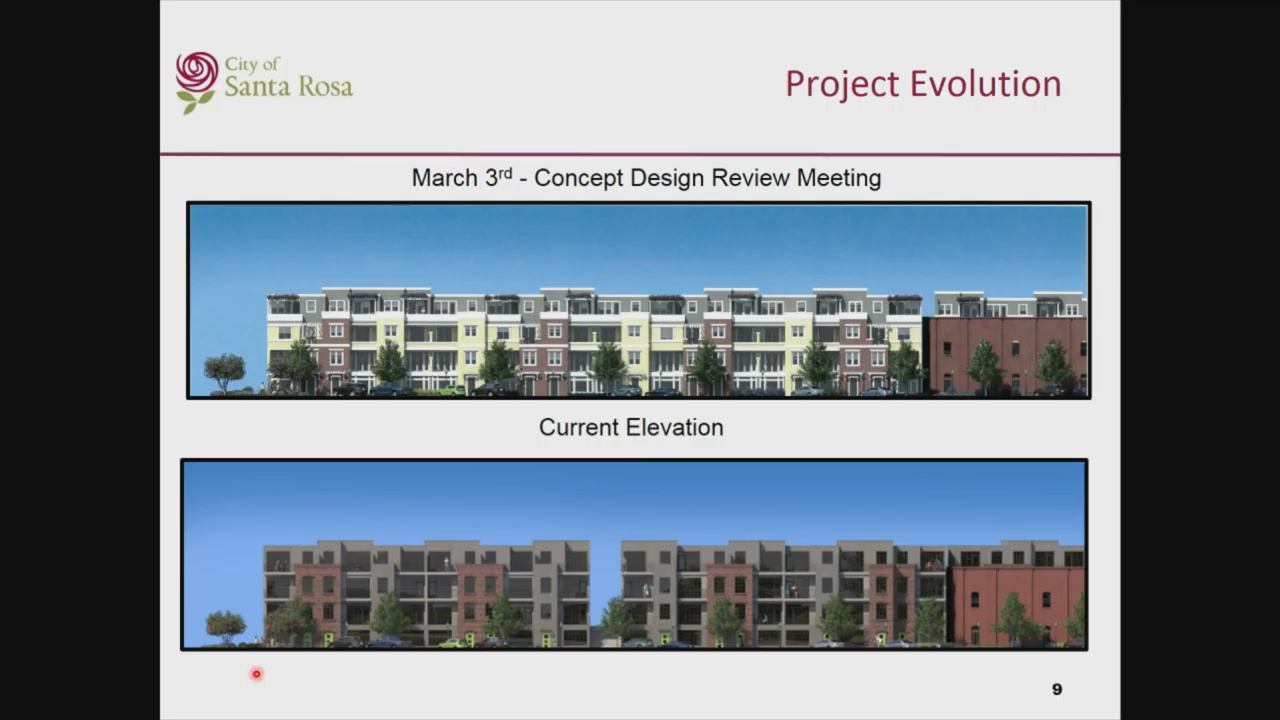 City of
Santa Rosa
Project Evolution
March 3rd - Concept Design Review Meeting
Current Elevation
9